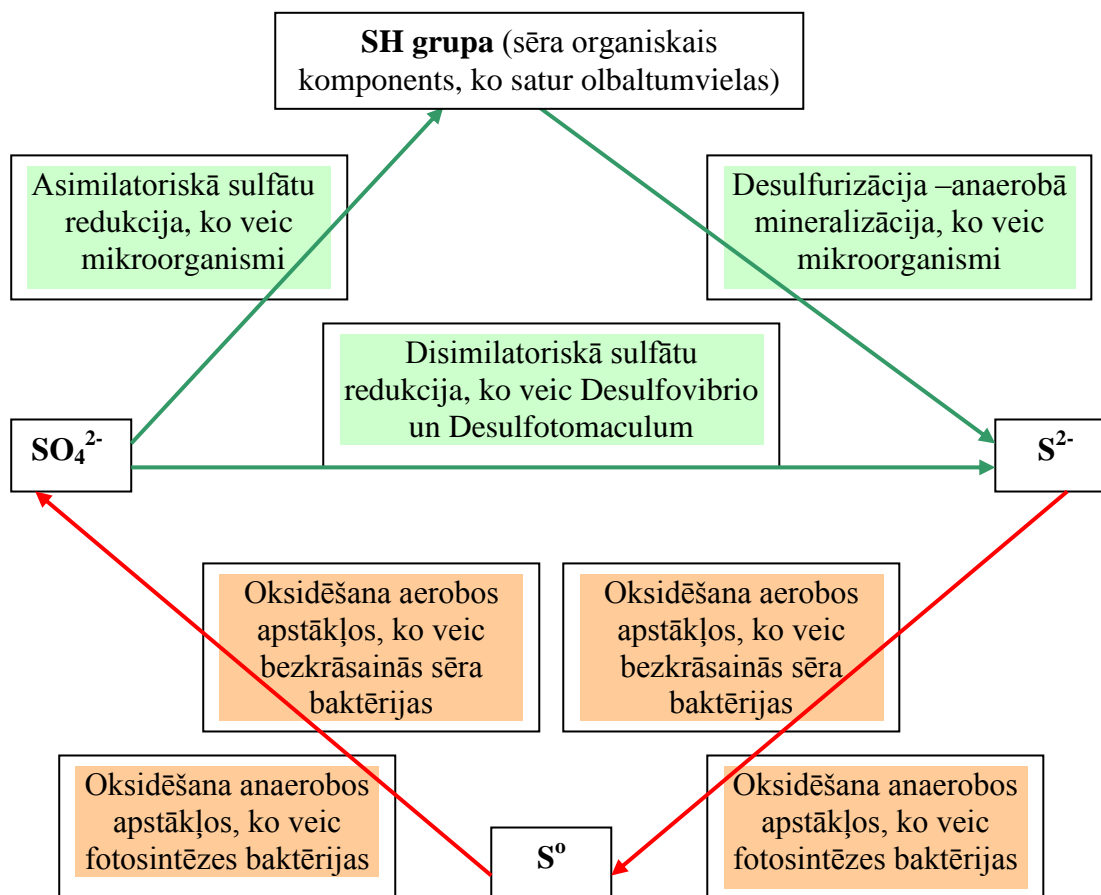 SH grupa (sēra organiskais
komponents, ko satur olbaltumvielas)
Asimilatoriskā sulfātu
redukcija, ko veic
mikroorganismi
Desulfurizācija –anaerobā
mineralizācija, ko veic
mikroorganismi
Disimilatoriskā sulfātu
redukcija, ko veic Desulfovibrio
un Desulfotomaculum
SO₄²⁻
S²⁻
Oksidēšana aerobos
apstākļos, ko veic
bezkrāsainās sēra
baktērijas
Oksidēšana aerobos
apstākļos, ko veic
bezkrāsainās sēra
baktērijas
Oksidēšana anaerobos
apstākļos, ko veic
fotosintēzes baktērijas
S⁰
Oksidēšana anaerobos
apstākļos, ko veic
fotosintēzes baktērijas